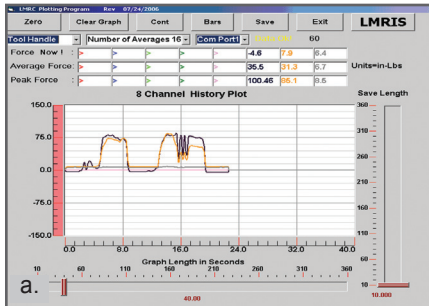 LMRC Plotting Program Rev 07/24/2006
Zero Clear Graph Cont Bars Save Exit LMRIS
Tool Handle Number of Averages 16 Com Port1 60
Force Now ! : > > > > > -4.6 7.9 6.4
Average Force: > > > > > 35.5 31.3 6.7 Units=in-Lbs
Peak Force : > > > > > 100.46 85.1 8.5
8 Channel History Plot Save Length
150.0
75.0
0.0
-75.0
-150.0
0.0 8.0 16.0 24.0 32.0 40.0
Graph Length in Seconds
10 60 110 160 210 260 310 360
40.00
360
310
260
210
160
110
60
10
10.000
a.